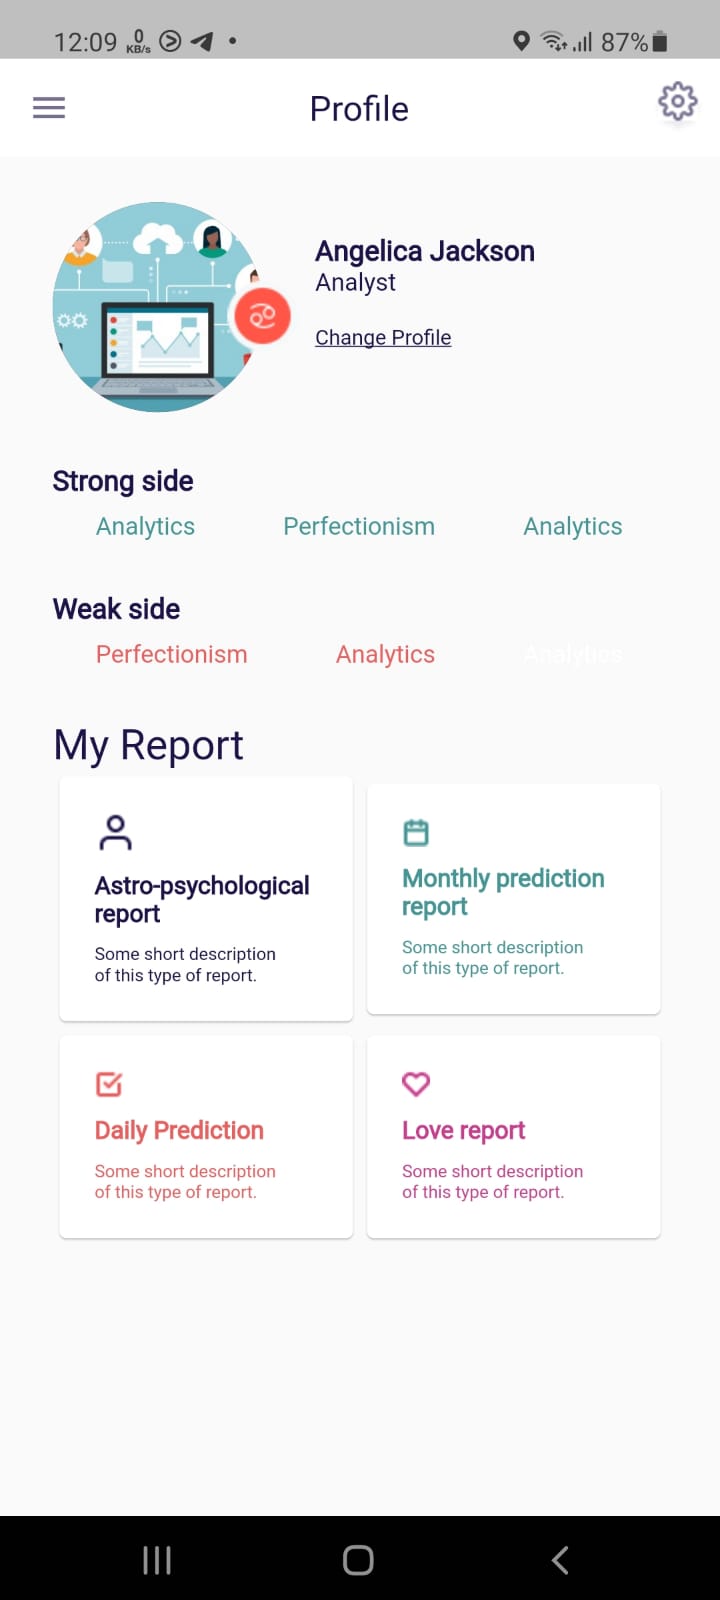 12:09 0 KB/s 87%
Profile
Angelica Jackson
Analyst
Change Profile
Strong side
Analytics Perfectionism Analytics
Weak side
Perfectionism Analytics Analytics
My Report
Astro-psychological
report
Some short description
of this type of report.
Monthly prediction
report
Some short description
of this type of report.
Daily Prediction
Some short description
of this type of report.
Love report
Some short description
of this type of report.